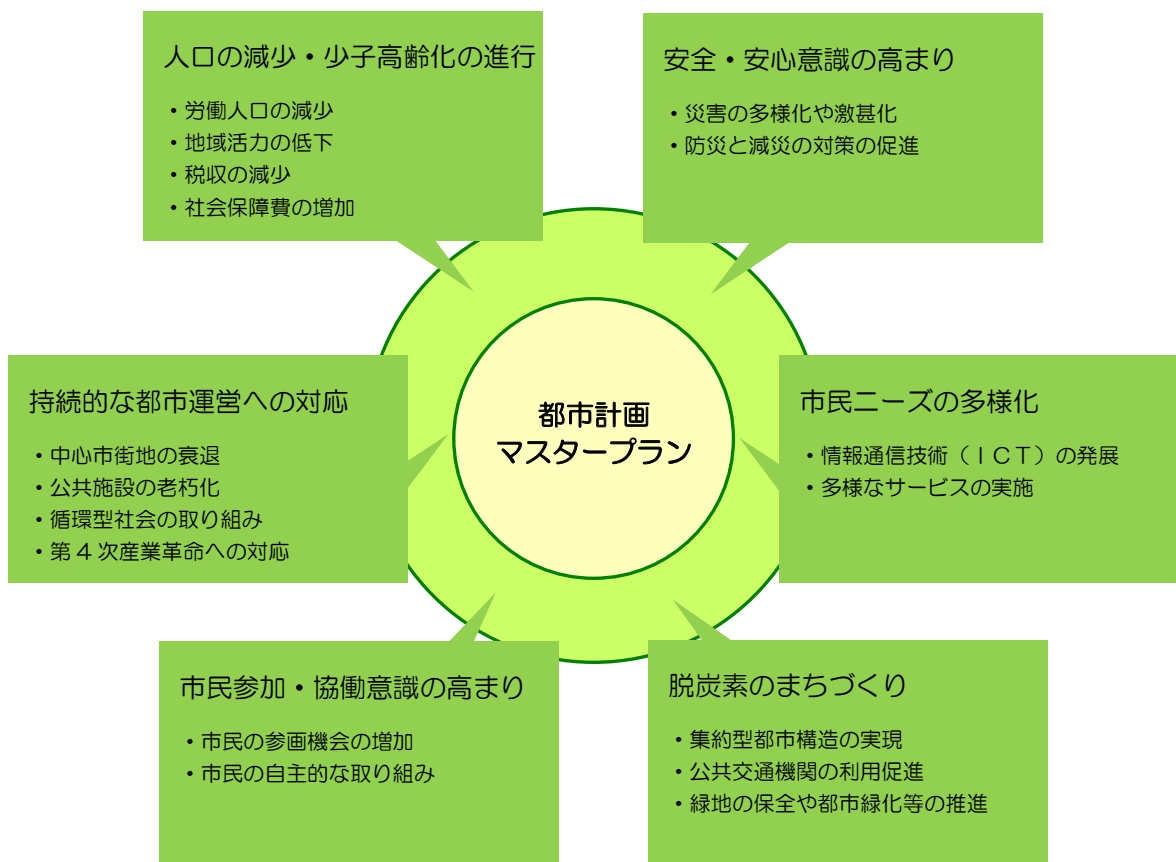 人口の減少・少子高齢化の進行
・労働人口の減少
・地域活力の低下
・税収の減少
・社会保障費の増加
安全・安心意識の高まり
・災害の多様化や激甚化
・防災と減災の対策の促進
持続的な都市運営への対応
・中心市街地の衰退
・公共施設の老朽化
・循環型社会の取り組み
・第4次産業革命への対応
都市計画
マスタープラン
市民ニーズの多様化
・情報通信技術（ICT）の発展
・多様なサービスの実施
市民参加・協働意識の高まり
・市民の参画機会の増加
・市民の自主的な取り組み
脱炭素のまちづくり
・集約型都市構造の実現
・公共交通機関の利用促進
・緑地の保全や都市緑化等の推進